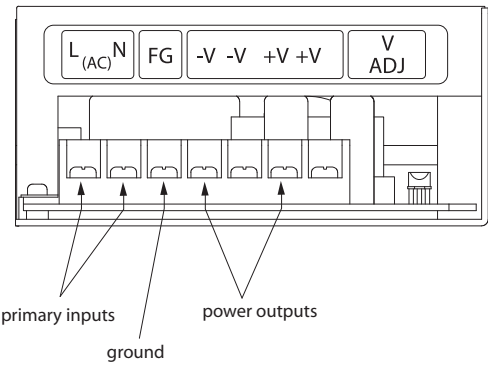 L (AC) N FG -V -V +V +V V
ADJ
primary inputs
power outputs
ground